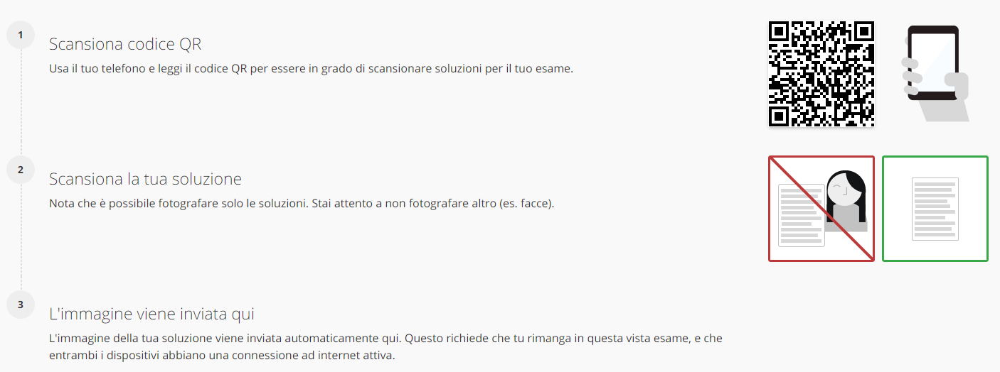 1
Scansiona codice QR
Usa il tuo telefono e leggi il codice QR per essere in grado di scansionare soluzioni per il tuo esame.
2
Scansiona la tua soluzione
Nota che è possibile fotografare solo le soluzioni. Stai attento a non fotografare altro (es. facce).
3
L'immagine viene inviata qui
L'immagine della tua soluzione viene inviata automaticamente qui. Questo richiede che tu rimanga in questa vista esame, e che
entrambi i dispositivi abbiano una connessione ad internet attiva.